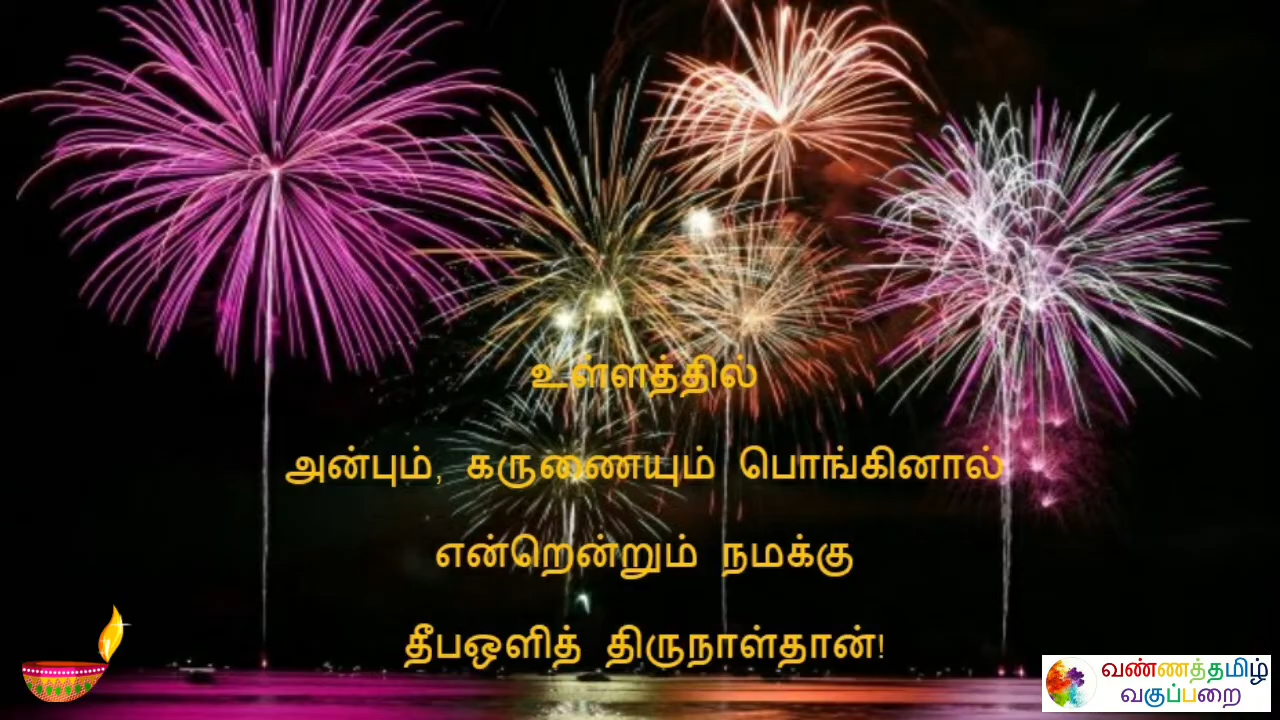 உள்ளத்தில்
அன்பும், கருணையும் பொங்கினால்
என்றென்றும் நமக்கு
தீபஒளித் திருநாள்தான்!
வண்ணத்தமிழ்
வகுப்பறை